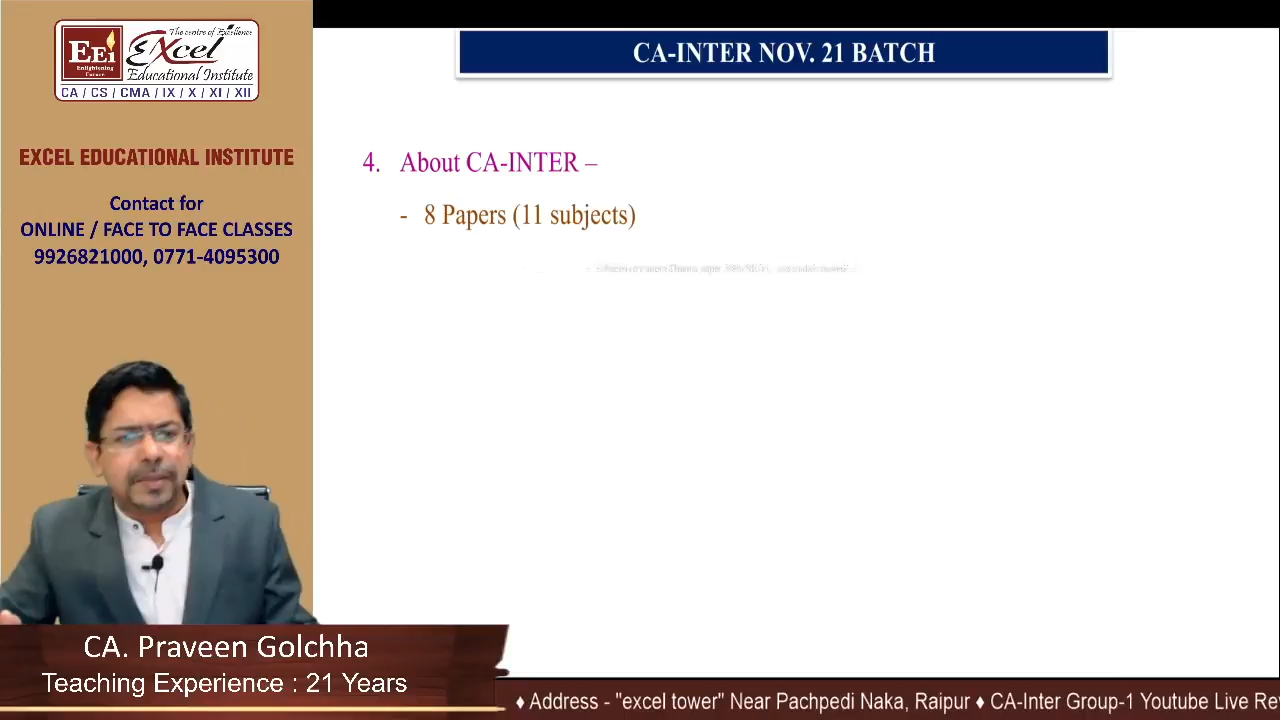 The centre of Excellence
EEi
Enlightening
Careers
Excel
Educational Institute
CA / CS / CMA / IX / X / XI / XII
EXCEL EDUCATIONAL INSTITUTE
Contact for
ONLINE / FACE TO FACE CLASSES
9926821000, 0771-4095300
CA-INTER NOV. 21 BATCH
4. About CA-INTER –
- 8 Papers (11 subjects)
CA. Praveen Golchha
Teaching Experience : 21 Years
♦ Address - "excel tower" Near Pachpedi Naka, Raipur ♦ CA-Inter Group-1 Youtube Live Re